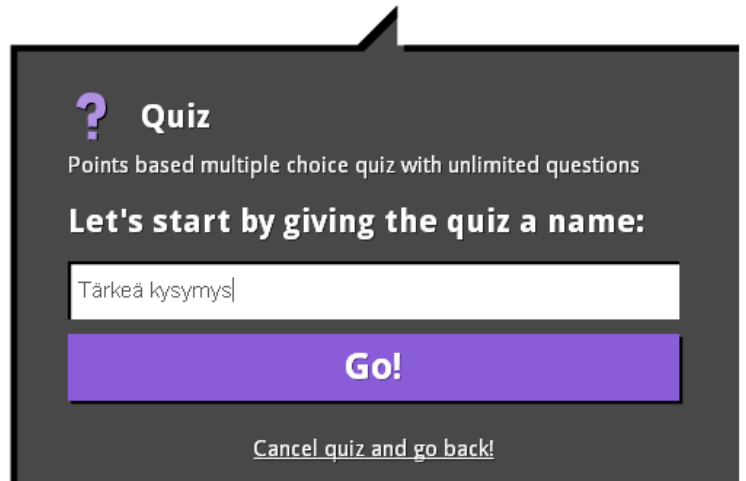 ? Quiz
Points based multiple choice quiz with unlimited questions
Let's start by giving the quiz a name:
Tärkeä kysymys
Go!
Cancel quiz and go back!